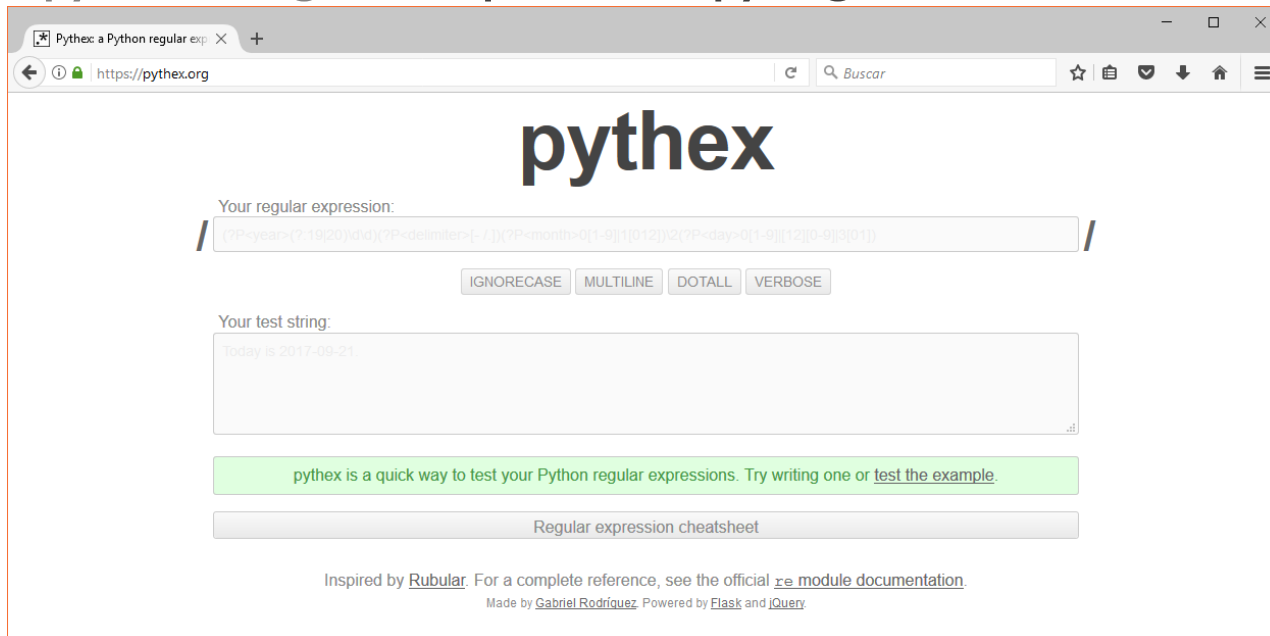 Pythex: a Python regular exp
https://pythex.org
Buscar
pythex
Your regular expression:
/ (?P<year>(?:19|20)\d\d)(?P<delimiter>[- /.])(?P<month>0[1-9]|1[012])\2(?P<day>0[1-9]|[12][0-9]|3[01]) /
IGNORECASE MULTILINE DOTALL VERBOSE
Your test string:
Today is 2017-09-21.
pythex is a quick way to test your Python regular expressions. Try writing one or test the example.
Regular expression cheatsheet
Inspired by Rubular. For a complete reference, see the official re module documentation.
Made by Gabriel Rodríguez. Powered by Flask and jQuery.